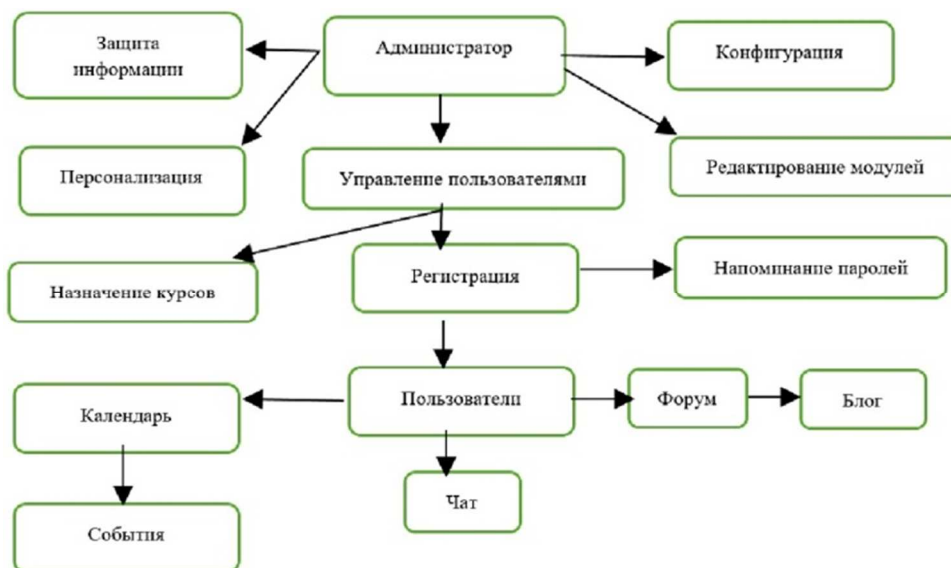 Защита
информации
Администратор
Конфигурация
Персонализация
Управление пользователями
Редактирование модулей
Назначение курсов
Регистрация
Напоминание паролей
Календарь
Пользователи
Форум
Блог
Чат
События